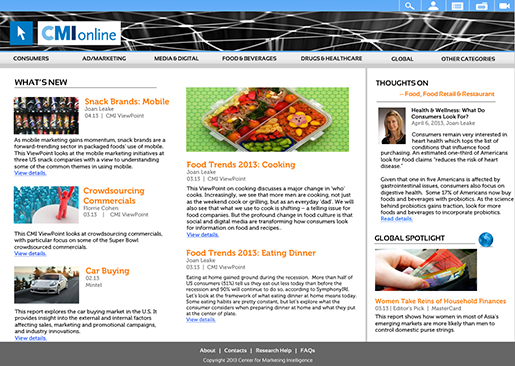 CMIonline
CONSUMERS AD/MARKETING MEDIA & DIGITAL FOOD & BEVERAGES DRUGS & HEALTHCARE GLOBAL OTHER CATEGORIES
WHAT'S NEW
Snack Brands: Mobile
Joan Leake
04.13 | CMI ViewPoint
As mobile marketing gains momentum, snack brands are a
forward-trending sector in packaged foods' use of mobile.
This ViewPoint looks at the mobile marketing initiatives at
three US snack companies with a view to understanding
some of the common themes in using mobile.
View details.
Crowdsourcing
Commercials
Florne Cohen
03.13 | CMI ViewPoint
This CMI ViewPoint looks at crowdsourcing commercials,
with particular focus on some of the Super Bowl
crowdsourced commercials.
View details.
Car Buying
02.13
Mintel
This report explores the car buying market in the U.S. It
provides insight into the external and internal factors
affecting sales, marketing and promotional campaigns,
and industry innovations.
View details.
Food Trends 2013: Cooking
Joan Leake
03.13 | CMI ViewPoint
This ViewPoint on cooking discusses a major change in 'who'
cooks. Increasingly, we see that more men are cooking, not just
as the weekend cook or grilling, but as an everyday 'dad'. We will
also see that what we use to cook is shifting – a telling issue for
food companies. But the profound change in food culture is that
social and digital media are transforming how consumers look
for information on food and recipes..
View details.
Food Trends 2013: Eating Dinner
Joan Leake
03.13 | CMI ViewPoint
Eating at home gained ground during the recession. More than half of
US consumers (51%) tell us they eat out less today than before the
recession and 90% will continue to do so, according to SymphonyIRI.
Let's look at the framework of what eating dinner at home means today.
Some eating habits are pretty constant, but let's explore what the
consumer considers when preparing dinner at home and what they put
at the center of plate.
View details.
THOUGHTS ON
Food, Food Retail & Restaurant
Health & Wellness: What Do
Consumers Look For?
April 6, 2013, Joan Leake
Consumers remain very interested in
heart health which tops the list of
conditions that influence food
purchasing. An estimated one-third of Americans
look for food claims "reduces the risk of heart
disease."
Given that one in five Americans is affected by
gastrointestinal issues, consumers also focus on
digestive health. Some 17% of Americans now buy
foods and beverages with probiotics. As the science
behind probiotics gains traction, look for more
foods and beverages to incorporate probiotics.
Read details.
GLOBAL SPOTLIGHT
Women Take Reins of Household Finances
03.13 | Editor's Pick | MasterCard
This report shows how women in most of Asia's
emerging markets are more likely than men to
control domestic purse strings.
About | Contacts | Research Help | FAQs
Copyright 2013 Center for Marketing Intelligence